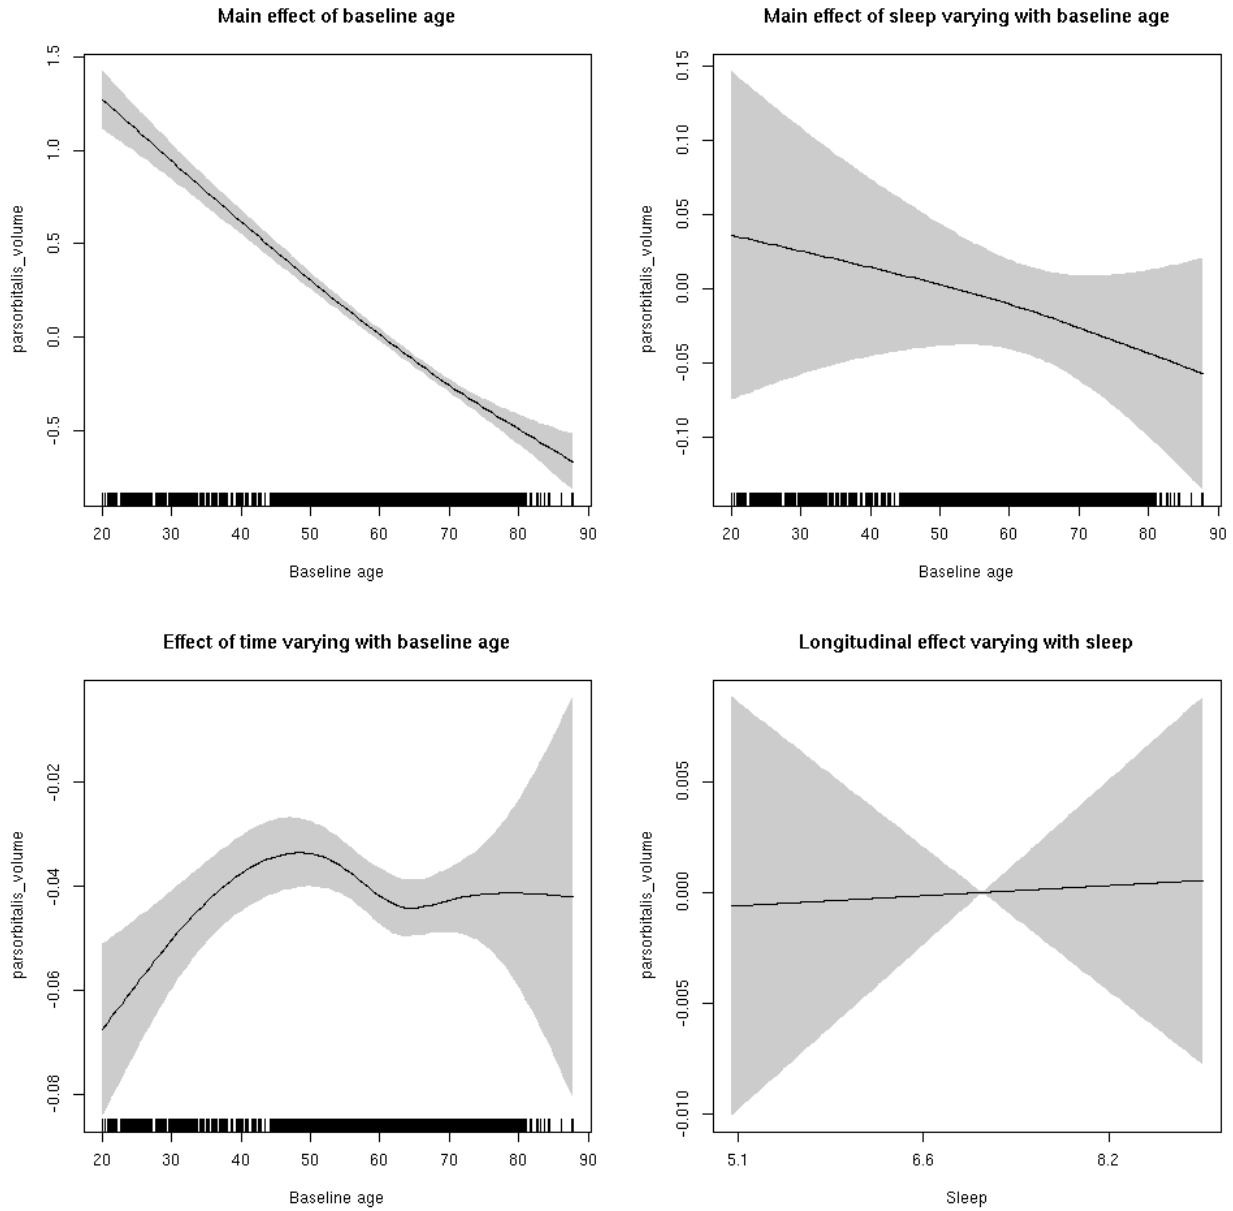 Main effect of baseline age
1.5
1.0
0.5
0.0
-0.5
parsorbitalis_volume
20 30 40 50 60 70 80 90
Baseline age
Main effect of sleep varying with baseline age
0.15
0.10
0.05
0.00
-0.05
-0.10
parsorbitalis_volume
20 30 40 50 60 70 80 90
Baseline age
Effect of time varying with baseline age
-0.02
-0.04
-0.06
-0.08
parsorbitalis_volume
20 30 40 50 60 70 80 90
Baseline age
Longitudinal effect varying with sleep
0.005
0.000
-0.005
-0.010
parsorbitalis_volume
5.1 6.6 8.2
Sleep